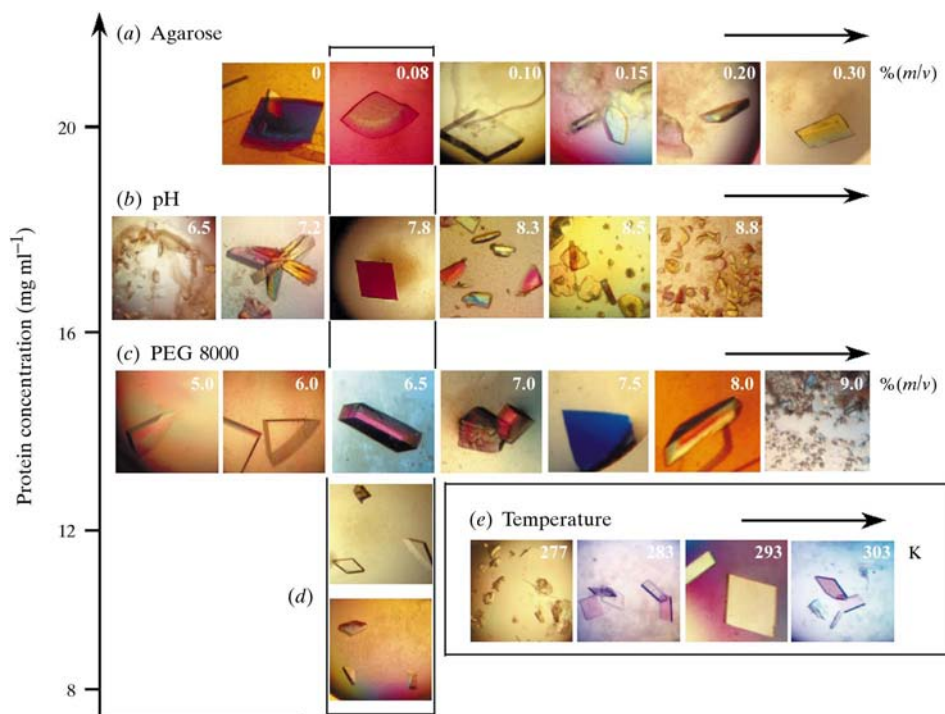 (a) Agarose
0 0.08 0.10 0.15 0.20 0.30 %(m/v)
20
(b) pH
6.5 7.2 7.8 8.3 8.5 8.8
16
(c) PEG 8000
5.0 6.0 6.5 7.0 7.5 8.0 9.0 %(m/v)
Protein concentration (mg ml−1)
12
(d)
(e) Temperature
277 283 293 303 K
8